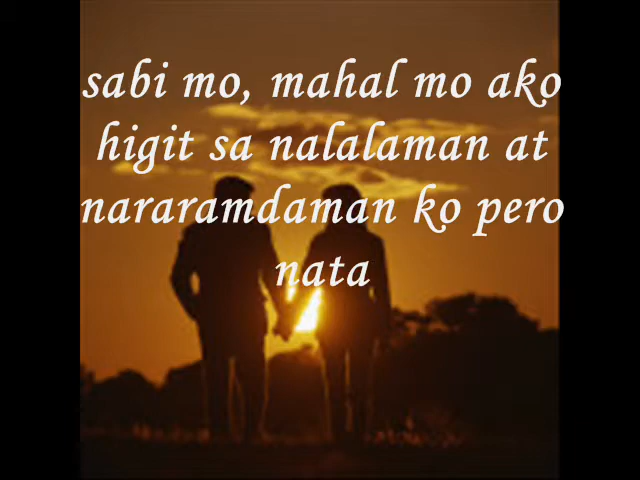 sabi mo, mahal mo ako
higit sa nalalaman at
nararamdaman ko pero
nata